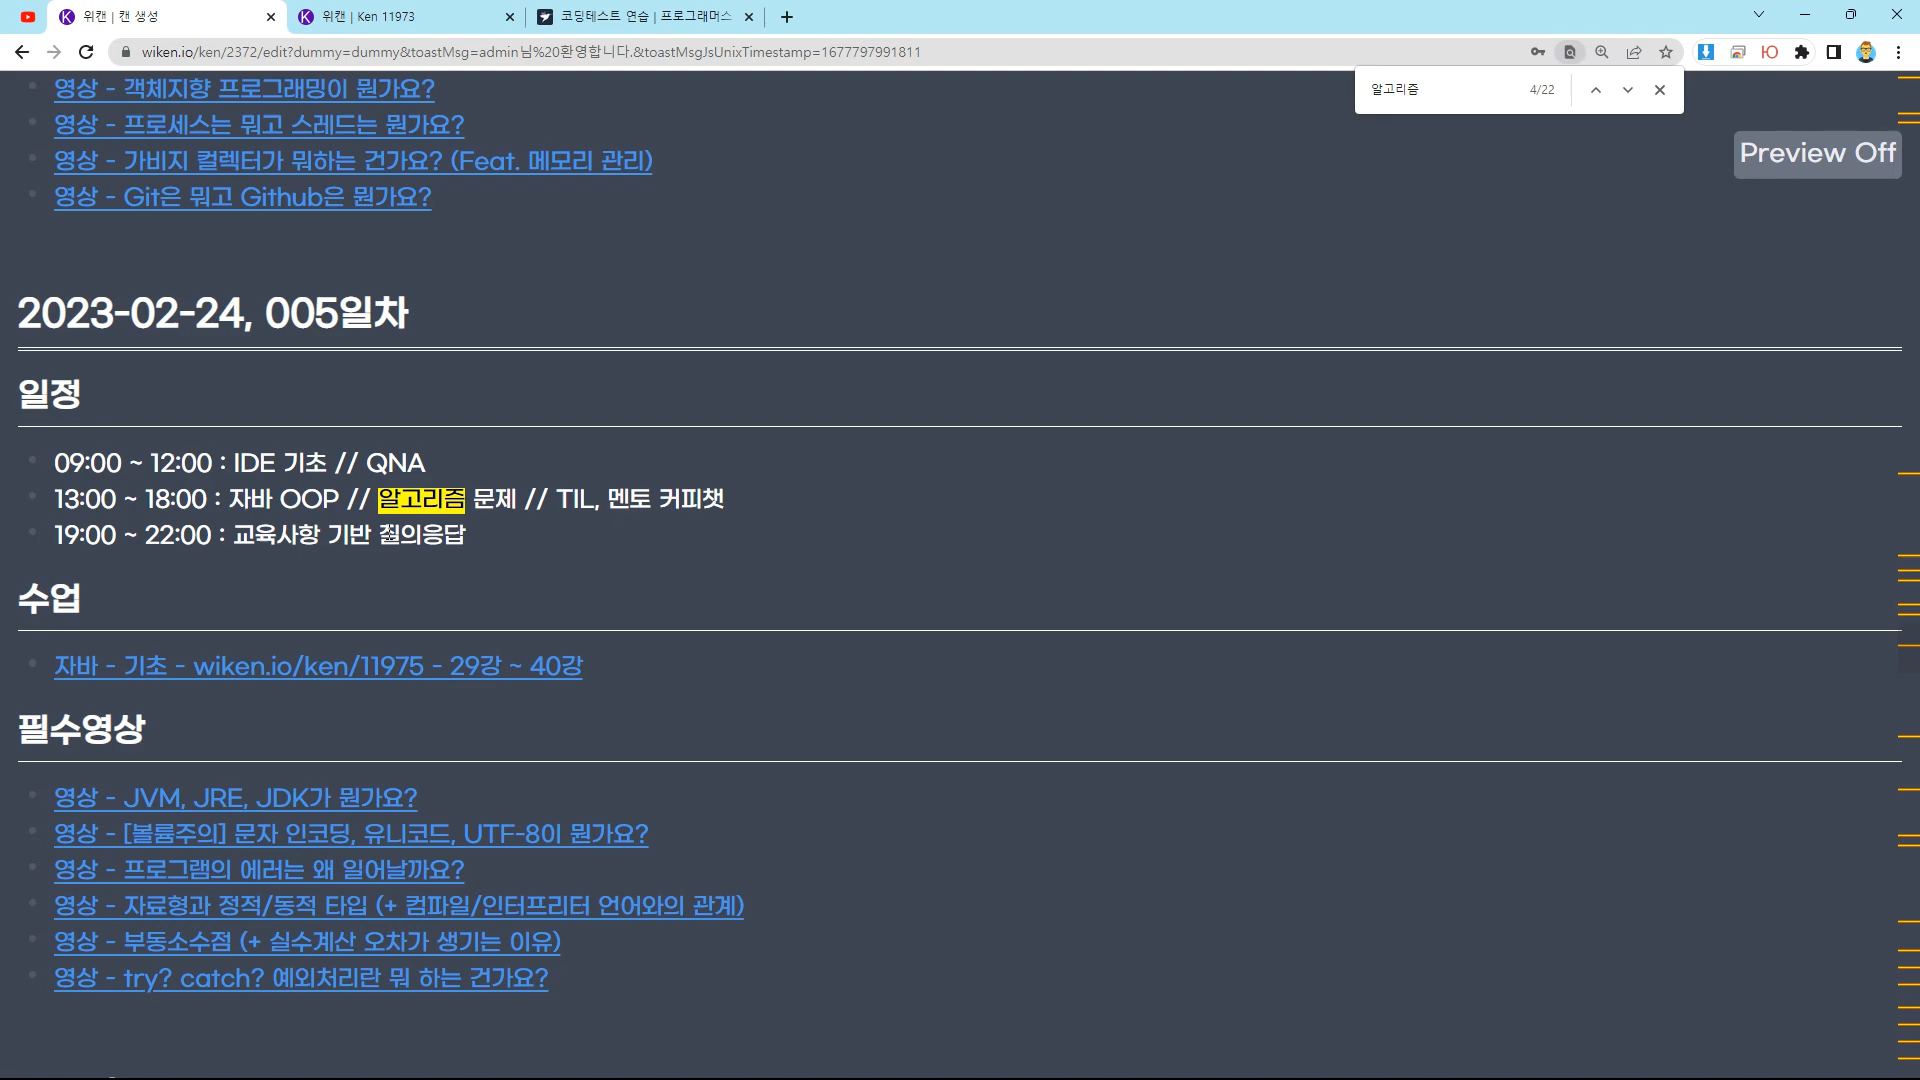 위캔 | 캔 생성
위캔 | Ken 11973
코딩테스트 연습 | 프로그래머스
wiken.io/ken/2372/edit?dummy=dummy&toastMsg=admin님%20환영합니다.&toastMsgJsUnixTimestamp=1677797991811
알고리즘 4/22
Preview Off
영상 - 객체지향 프로그래밍이 뭔가요?
영상 - 프로세스는 뭐고 스레드는 뭔가요?
영상 - 가비지 컬렉터가 뭐하는 건가요? (Feat. 메모리 관리)
영상 - Git은 뭐고 Github은 뭔가요?
2023-02-24, 005일차
일정
09:00 ~ 12:00 : IDE 기초 // QNA
13:00 ~ 18:00 : 자바 OOP // 알고리즘 문제 // TIL, 멘토 커피챗
19:00 ~ 22:00 : 교육사항 기반 질의응답
수업
자바 - 기초 - wiken.io/ken/11975 - 29강 ~ 40강
필수영상
영상 - JVM, JRE, JDK가 뭔가요?
영상 - [볼륨주의] 문자 인코딩, 유니코드, UTF-8이 뭔가요?
영상 - 프로그램의 에러는 왜 일어날까요?
영상 - 자료형과 정적/동적 타입 (+ 컴파일/인터프리터 언어와의 관계)
영상 - 부동소수점 (+ 실수계산 오차가 생기는 이유)
영상 - try? catch? 예외처리란 뭐 하는 건가요?